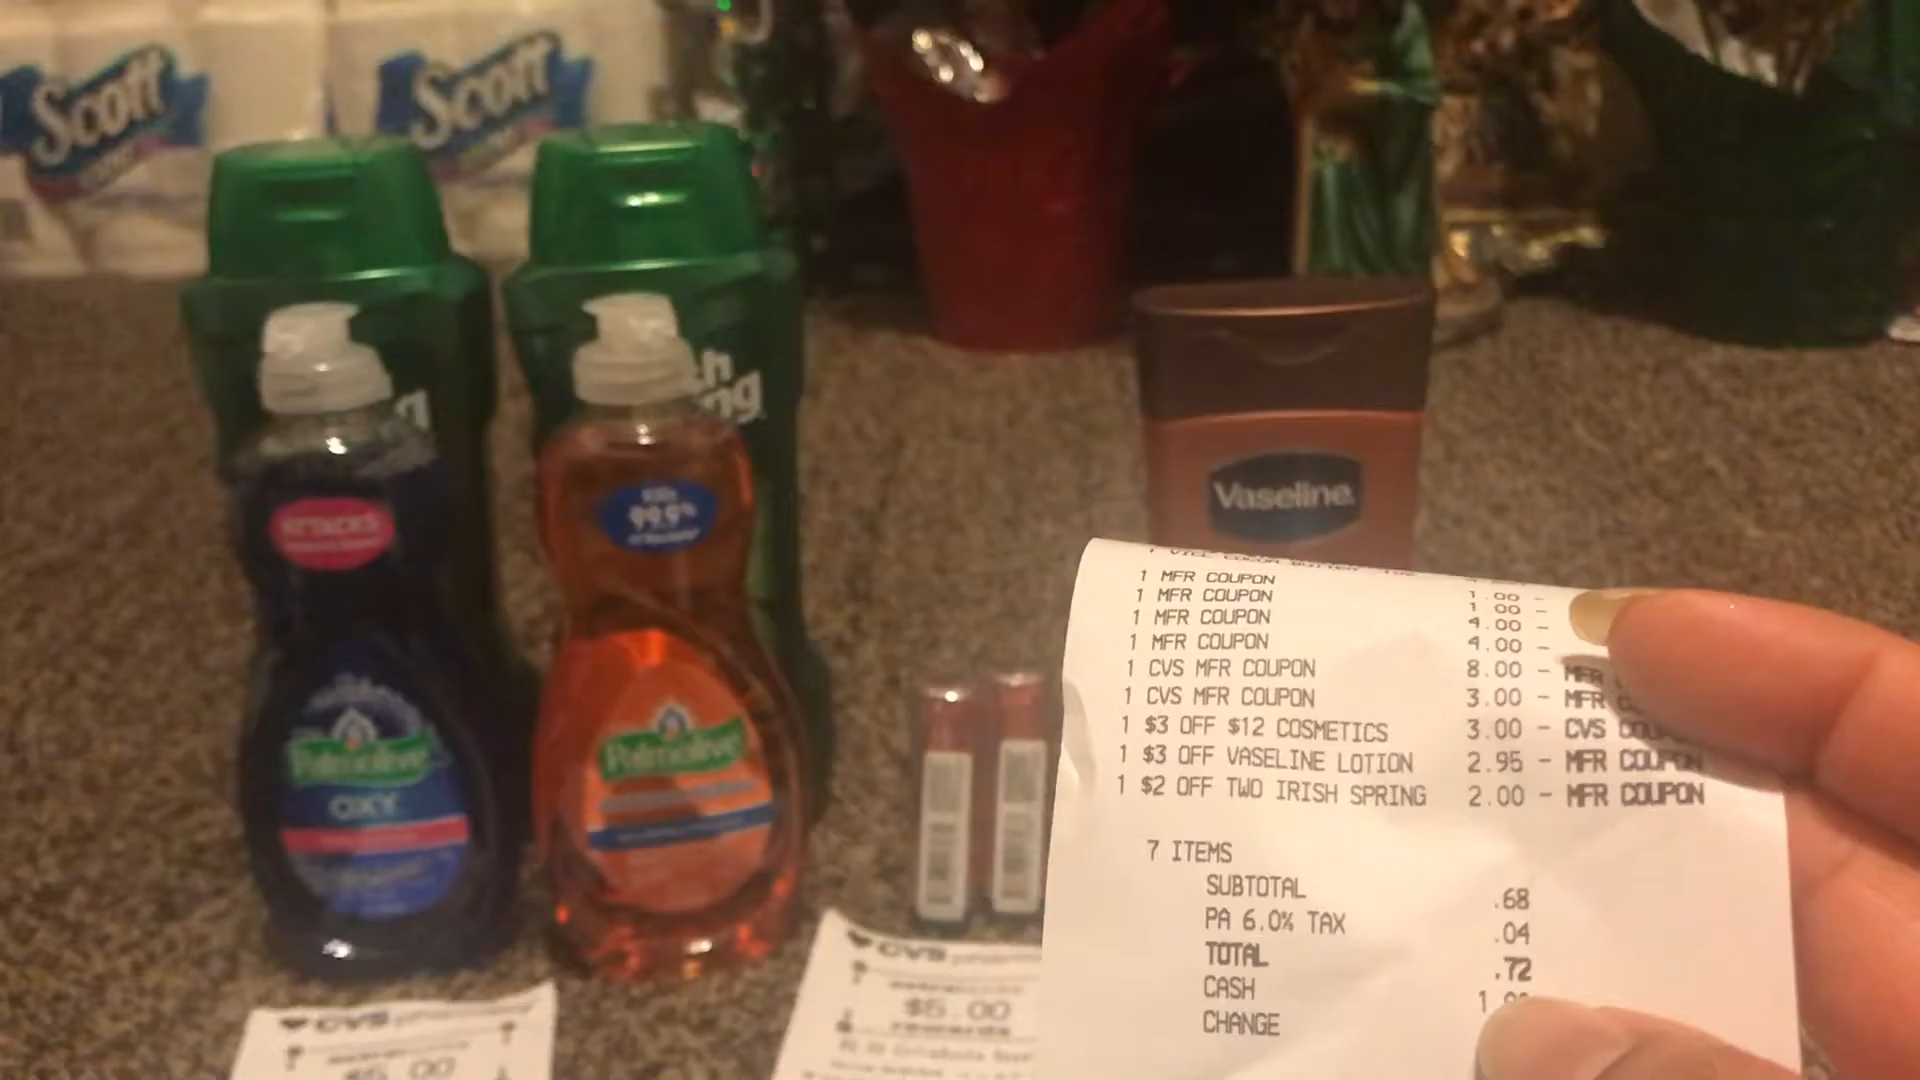 Scott
Scott
ATTACKS
Palmolive
OXY
99.9%
Palmolive
Vaseline
1 MFR COUPON 1.00 -
1 MFR COUPON 1.00 -
1 MFR COUPON 4.00 -
1 MFR COUPON 4.00 -
1 CVS MFR COUPON 8.00 - MFR
1 CVS MFR COUPON 3.00 - MFR
1 $3 OFF $12 COSMETICS 3.00 - CVS
1 $3 OFF VASELINE LOTION 2.95 - MFR COUPON
1 $2 OFF TWO IRISH SPRING 2.00 - MFR COUPON
7 ITEMS
SUBTOTAL .68
PA 6.0% TAX .04
TOTAL .72
CASH
CHANGE
CVS pharmacy
$5.00
CVS
$5.00
rewards